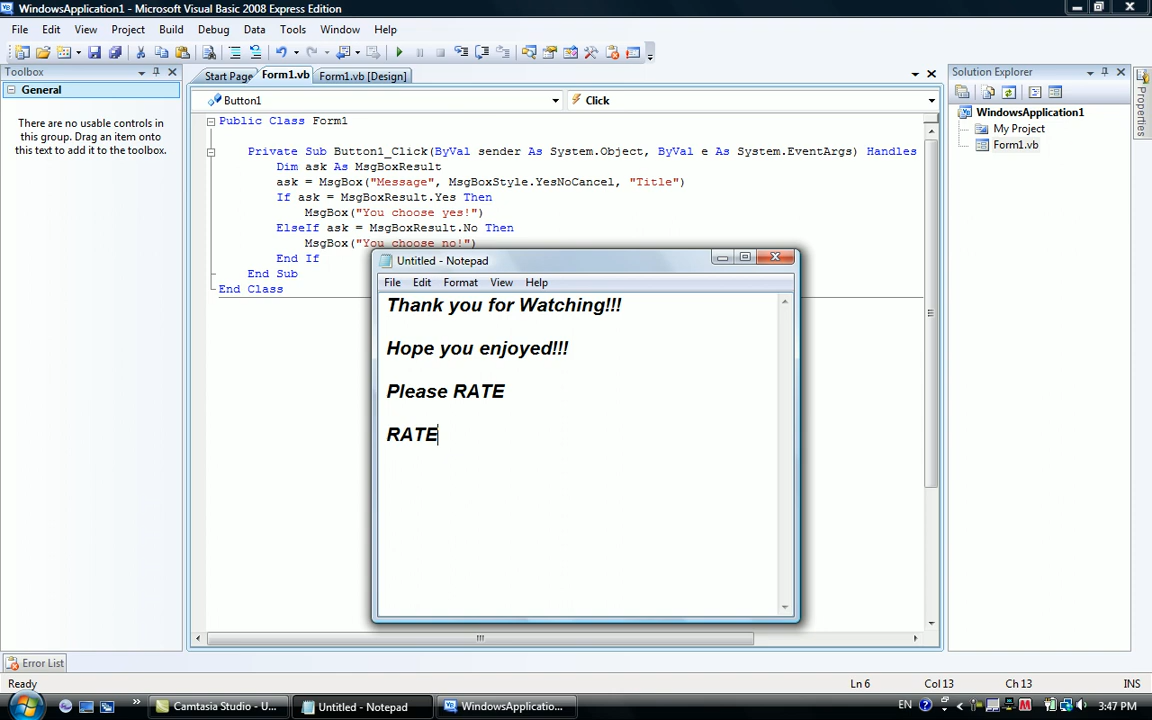 WindowsApplication1 - Microsoft Visual Basic 2008 Express Edition
File Edit View Project Build Debug Data Tools Window Help
Toolbox
General
There are no usable controls in
this group. Drag an item onto
this text to add it to the toolbox.
Start Page Form1.vb Form1.vb [Design]
Button1 Click
Public Class Form1
Private Sub Button1_Click(ByVal sender As System.Object, ByVal e As System.EventArgs) Handles
Dim ask As MsgBoxResult
ask = MsgBox("Message", MsgBoxStyle.YesNoCancel, "Title")
If ask = MsgBoxResult.Yes Then
MsgBox("You choose yes!")
ElseIf ask = MsgBoxResult.No Then
MsgBox("You choose no!")
End If
End Sub
End Class
Untitled - Notepad
File Edit Format View Help
Thank you for Watching!!!
Hope you enjoyed!!!
Please RATE
RATE
Solution Explorer
WindowsApplication1
My Project
Form1.vb
Properties
Error List
Ready Ln 6 Col 13 Ch 13 INS
Camtasia Studio - U... Untitled - Notepad WindowsApplicatio... EN 3:47 PM